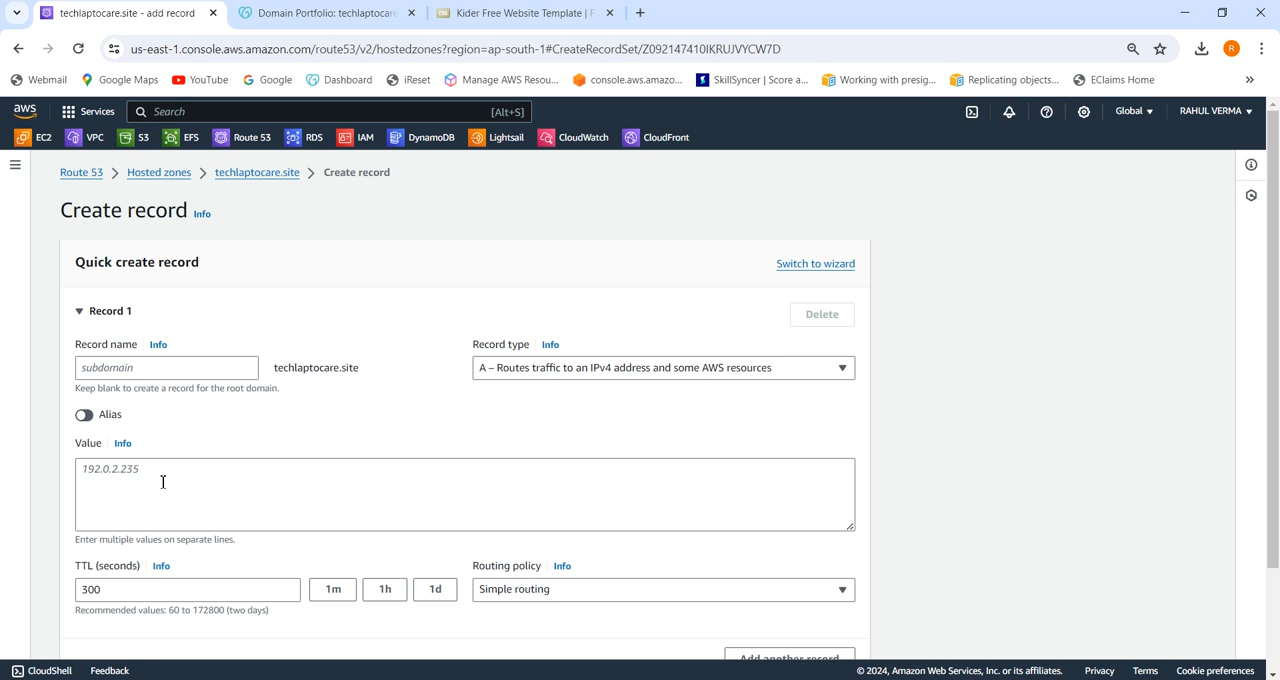 techlaptocare.site - add record
Domain Portfolio: techlaptocare
Kider Free Website Template | F
us-east-1.console.aws.amazon.com/route53/v2/hostedzones?region=ap-south-1#CreateRecordSet/Z092147410IKRUJVYCW7D
R
Webmail Google Maps YouTube Google Dashboard iReset Manage AWS Resou... console.aws.amazo... SkillSyncer | Score a... Working with presig... Replicating objects... EClaims Home
aws Services Search [Alt+S] Global RAHUL VERMA
EC2 VPC S3 EFS Route 53 RDS IAM DynamoDB Lightsail CloudWatch CloudFront
Route 53 Hosted zones techlaptocare.site Create record
Create record Info
Quick create record Switch to wizard
Record 1 Delete
Record name Info Record type Info
subdomain techlaptocare.site A – Routes traffic to an IPv4 address and some AWS resources
Keep blank to create a record for the root domain.
Alias
Value Info
192.0.2.235
Enter multiple values on separate lines.
TTL (seconds) Info Routing policy Info
300 1m 1h 1d Simple routing
Recommended values: 60 to 172800 (two days)
Add another record
CloudShell Feedback © 2024, Amazon Web Services, Inc. or its affiliates. Privacy Terms Cookie preferences